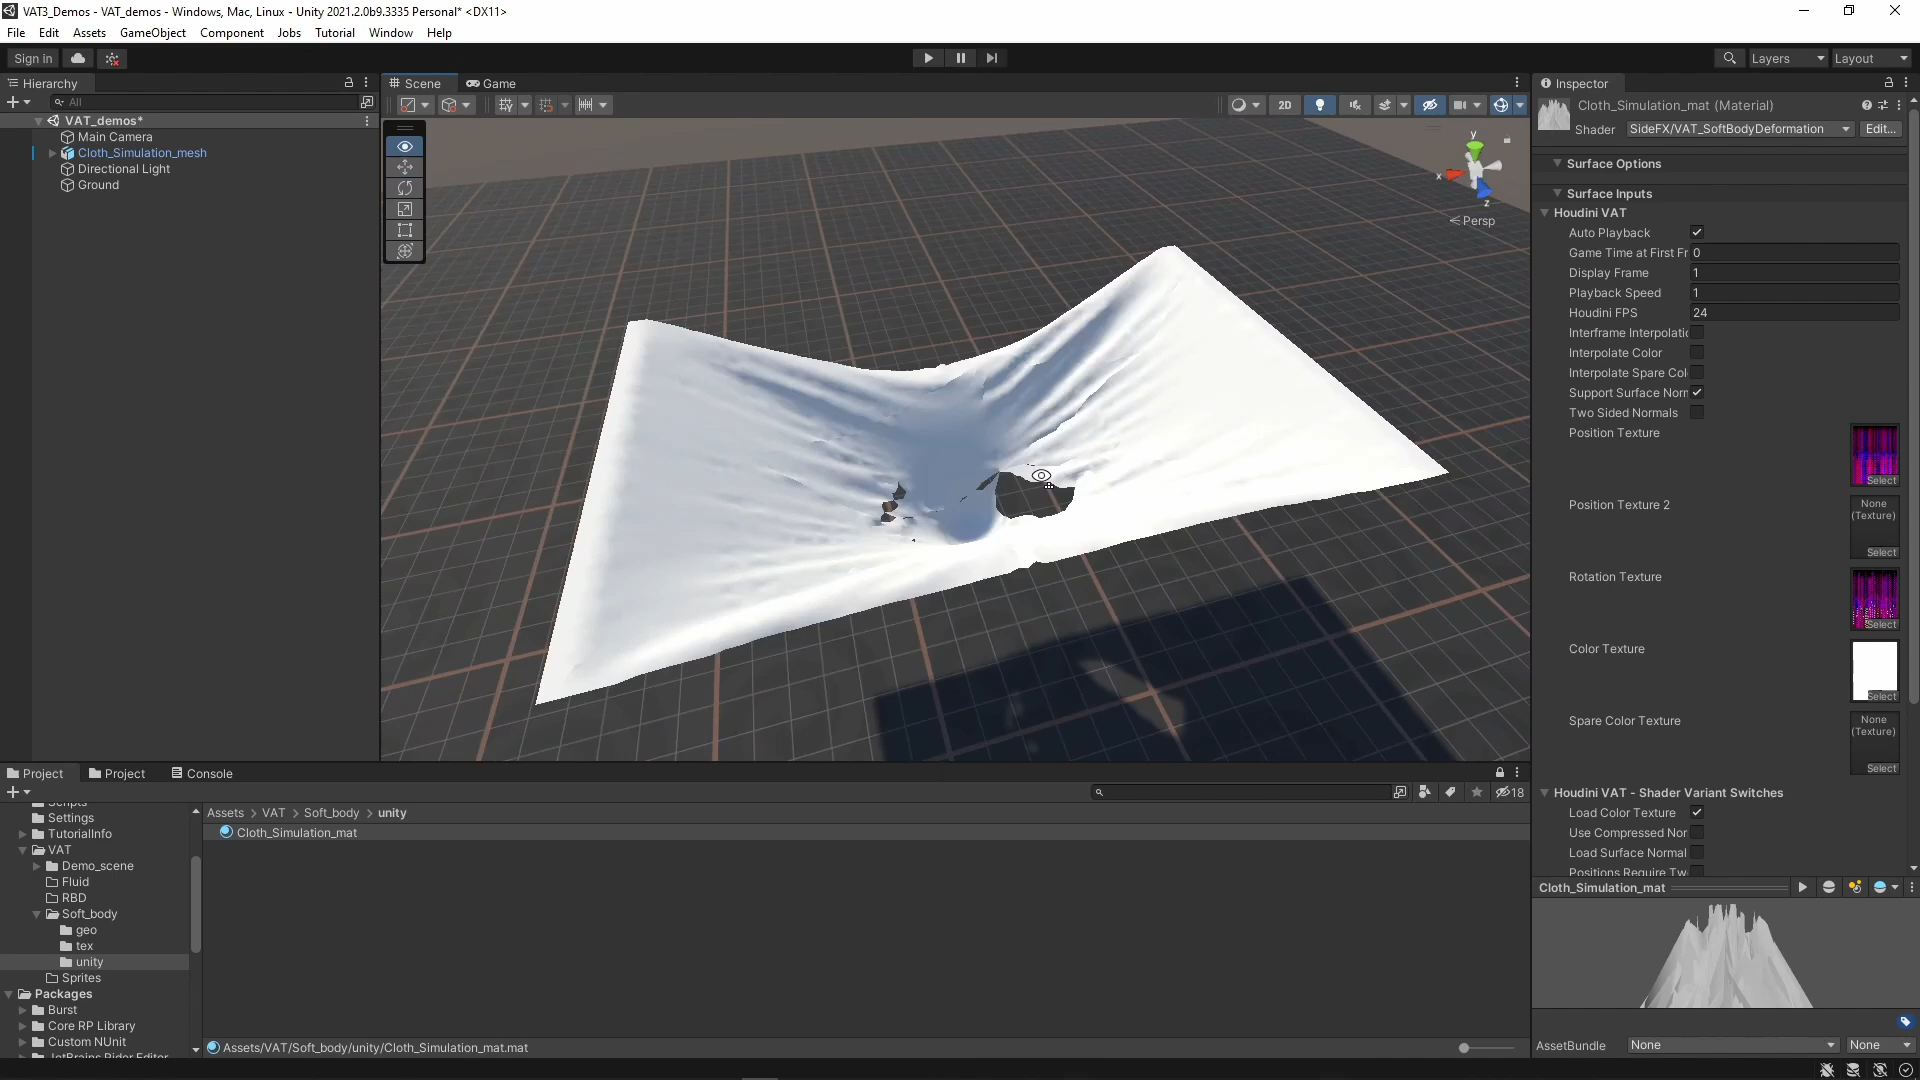 VAT3_Demos - VAT_demos - Windows, Mac, Linux - Unity 2021.2.0b9.3335 Personal* <DX11>
File Edit Assets GameObject Component Jobs Tutorial Window Help
Sign in
Layers Layout
Hierarchy
All
VAT_demos*
Main Camera
Cloth_Simulation_mesh
Directional Light
Ground
Scene Game
2D
y
x
z
Persp
Inspector
Cloth_Simulation_mat (Material)
Shader SideFX/VAT_SoftBodyDeformation Edit...
Surface Options
Surface Inputs
Houdini VAT
Auto Playback
Game Time at First Fr 0
Display Frame 1
Playback Speed 1
Houdini FPS 24
Interframe Interpolatic
Interpolate Color
Interpolate Spare Col
Support Surface Norn
Two Sided Normals
Position Texture
Select
Position Texture 2
None
(Texture)
Select
Rotation Texture
Select
Color Texture
Select
Spare Color Texture
None
(Texture)
Select
Houdini VAT - Shader Variant Switches
Load Color Texture
Use Compressed Nor
Load Surface Normal
Positions Require Tw
Cloth_Simulation_mat
AssetBundle None None
Project Project Console
18
Scripts
Settings
TutorialInfo
VAT
Demo_scene
Fluid
RBD
Soft_body
geo
tex
unity
Sprites
Packages
Burst
Core RP Library
Custom NUnit
JetBrains Rider Editor
Assets > VAT > Soft_body > unity
Cloth_Simulation_mat
Assets/VAT/Soft_body/unity/Cloth_Simulation_mat.mat